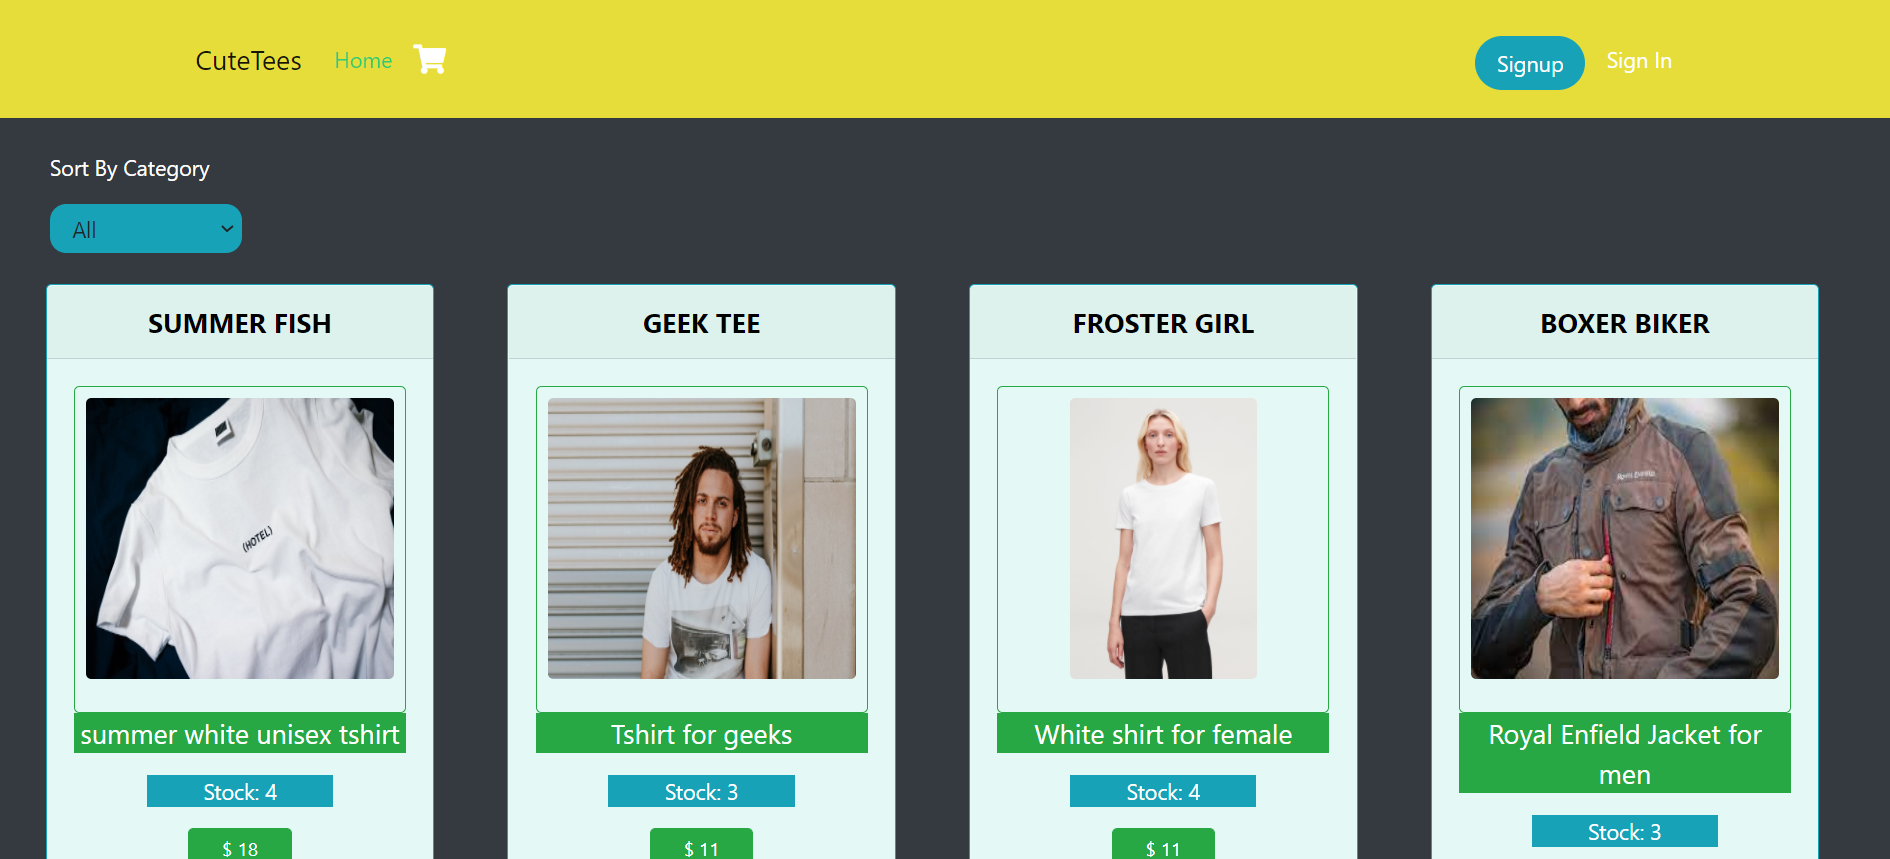 CuteTees Home Signup Sign In
Sort By Category
All
SUMMER FISH
(HOTEL)
summer white unisex tshirt
Stock: 4
$ 18
GEEK TEE
Tshirt for geeks
Stock: 3
$ 11
FROSTER GIRL
White shirt for female
Stock: 4
$ 11
BOXER BIKER
Royal Enfield
Royal Enfield Jacket for
men
Stock: 3